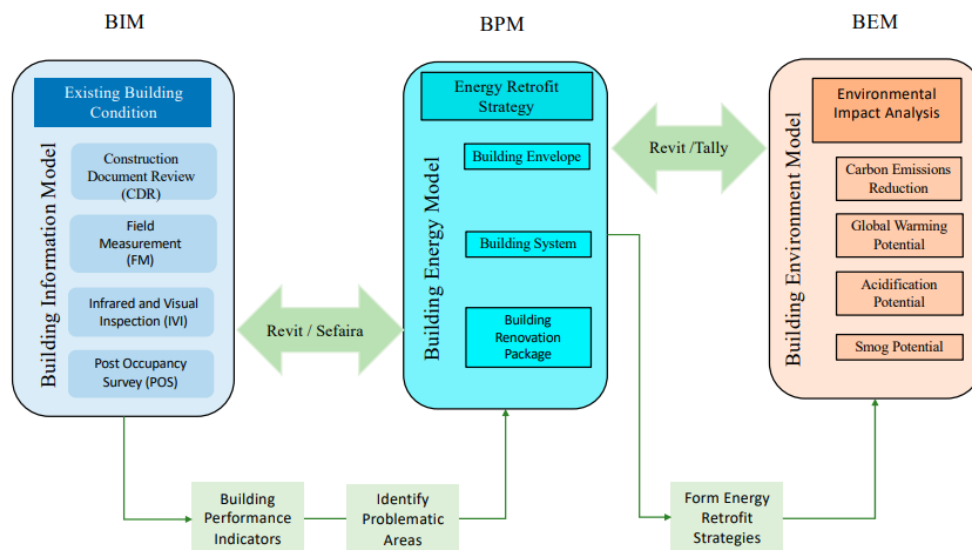 BIM
BPM
BEM
Building Information Model
Existing Building
Condition
Construction
Document Review
(CDR)
Field
Measurement
(FM)
Infrared and Visual
Inspection (IVI)
Post Occupancy
Survey (POS)
Revit / Sefaira
Building Energy Model
Energy Retrofit
Strategy
Building Envelope
Building System
Building
Renovation
Package
Revit /Tally
Building Environment Model
Environmental
Impact Analysis
Carbon Emissions
Reduction
Global Warming
Potential
Acidification
Potential
Smog Potential
Building
Performance
Indicators
Identify
Problematic
Areas
Form Energy
Retrofit
Strategies